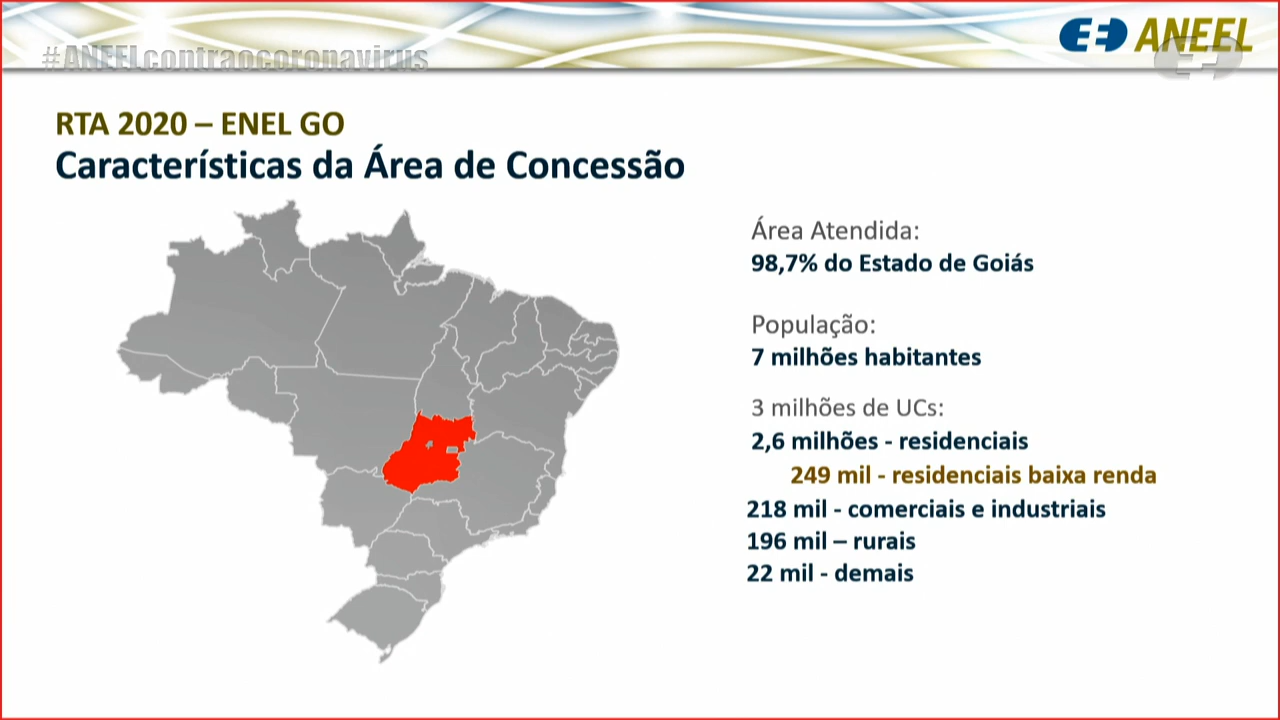 #ANEELcontraocoronavirus
ANEEL
RTA 2020 – ENEL GO
Características da Área de Concessão
Área Atendida:
98,7% do Estado de Goiás
População:
7 milhões habitantes
3 milhões de UCs:
2,6 milhões - residenciais
249 mil - residenciais baixa renda
218 mil - comerciais e industriais
196 mil – rurais
22 mil - demais